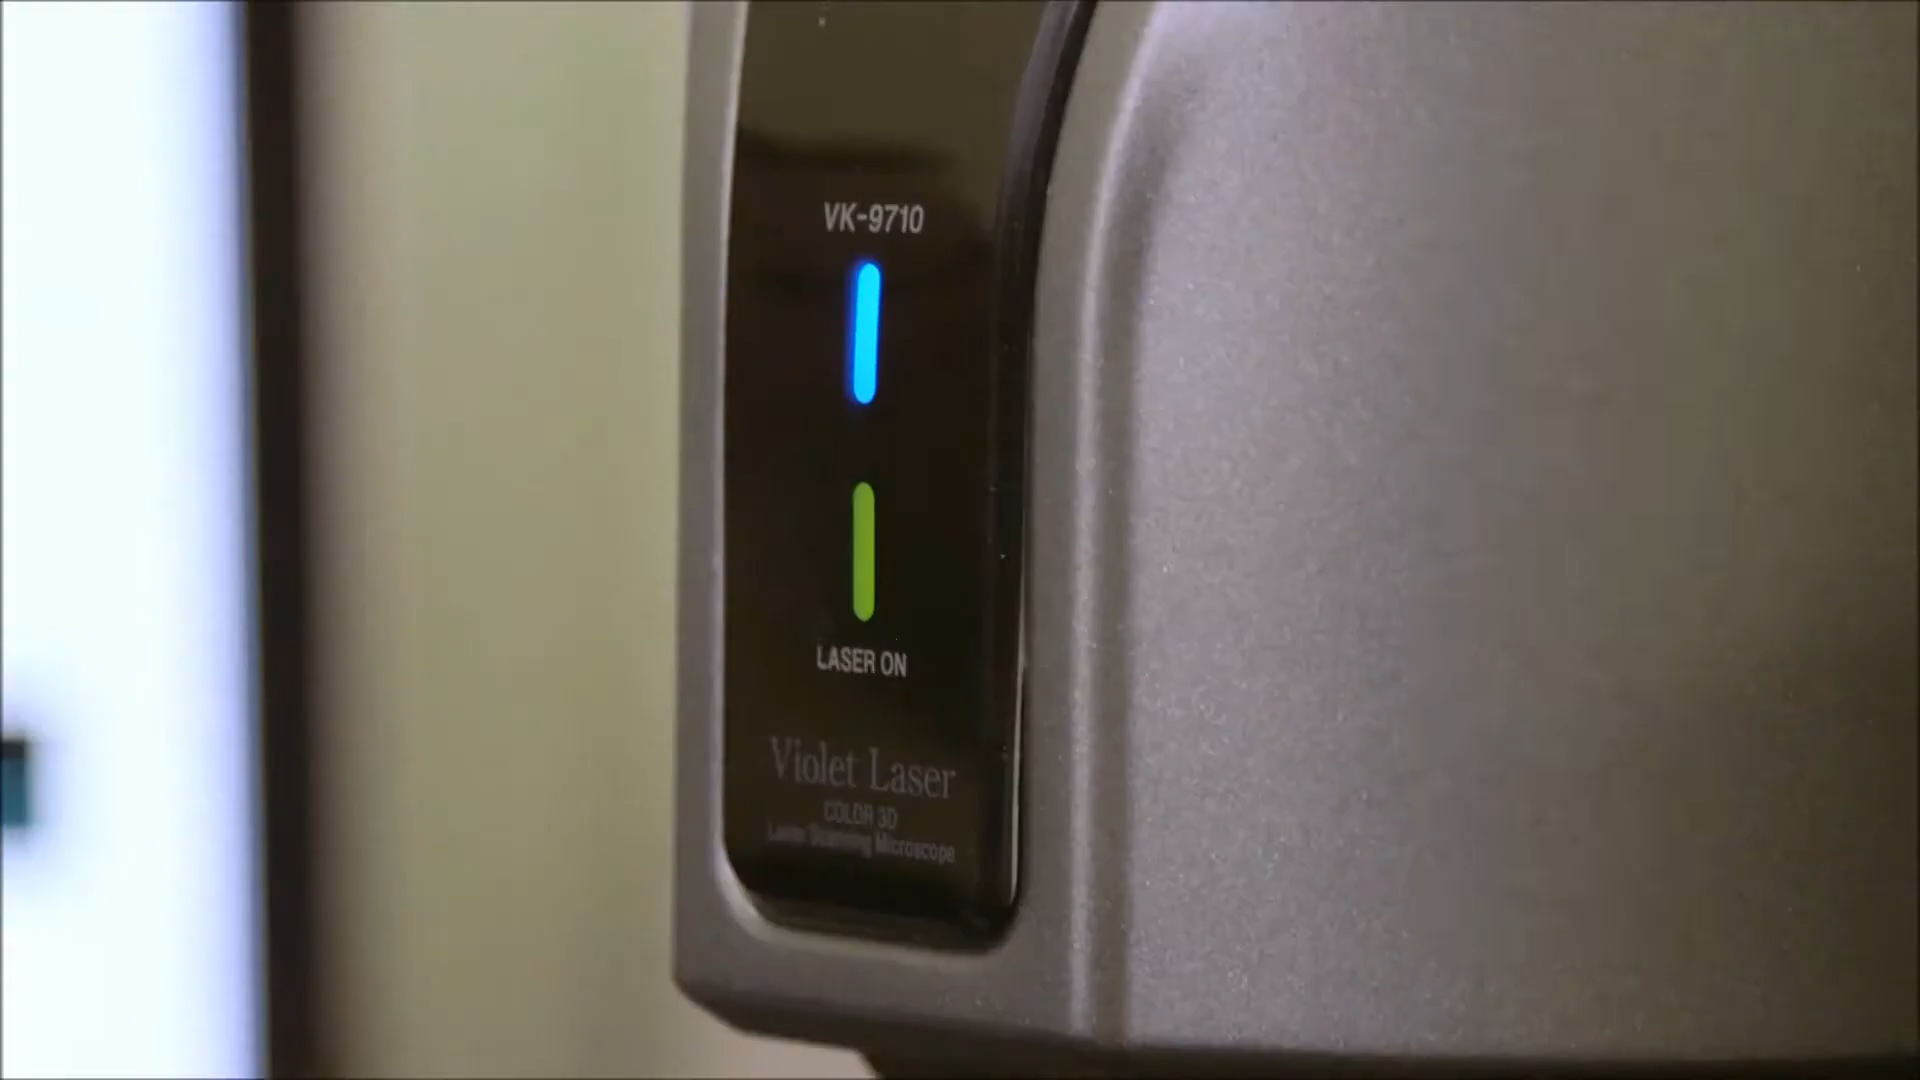 VK-9710
LASER ON
Violet Laser
COLOR 3D
Laser Scanning Microscope